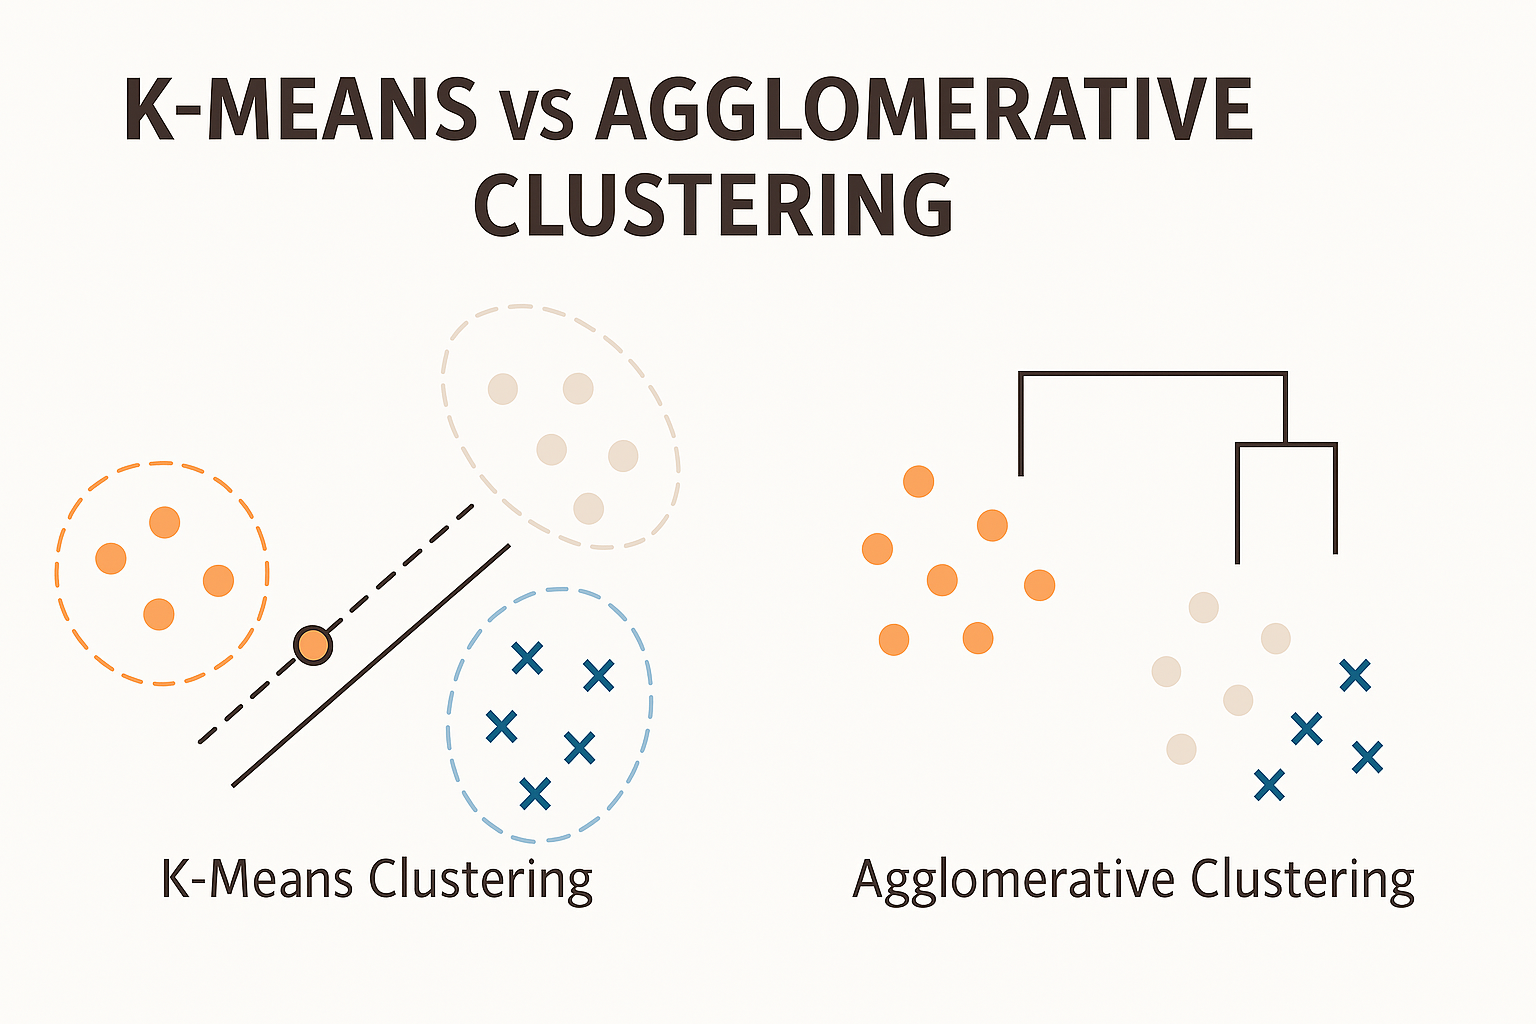 K-MEANS VS AGGLOMERATIVE
CLUSTERING
K-Means Clustering
Agglomerative Clustering